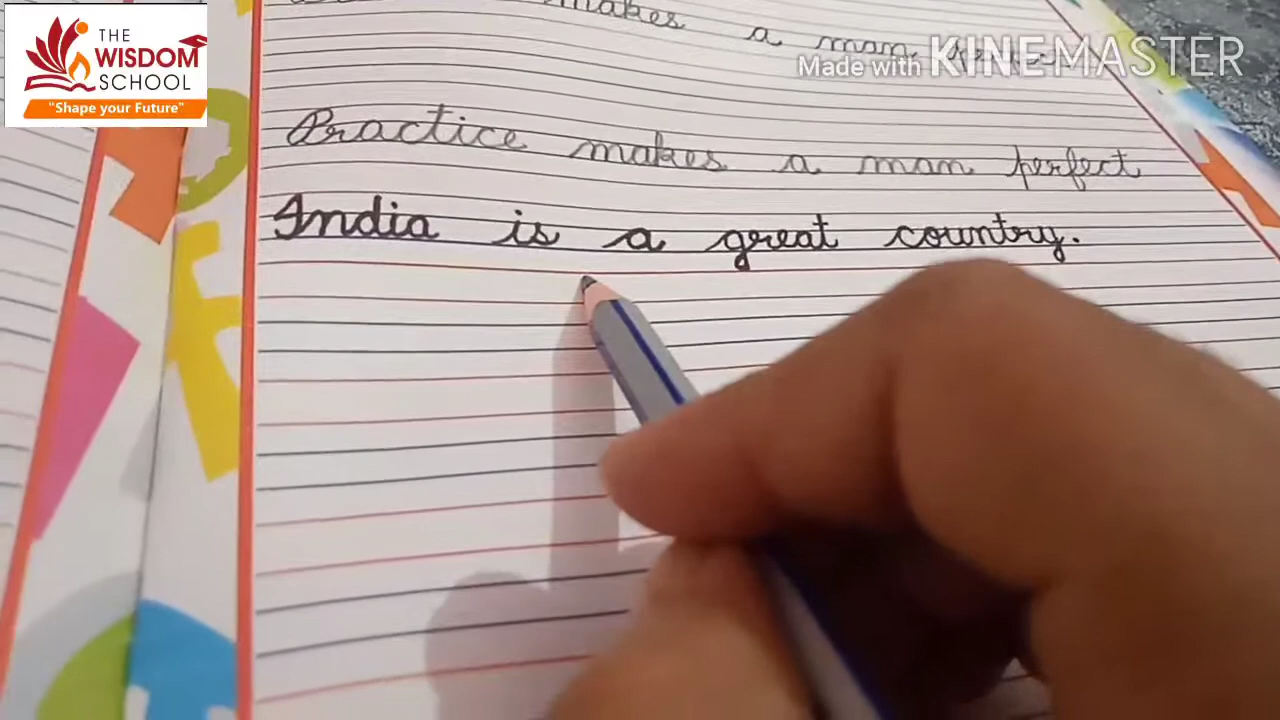 makes a man
THE
WISDOM
SCHOOL
"Shape your Future"
Made with KINEMASTER
Practice makes a man perfect
India is a great country.